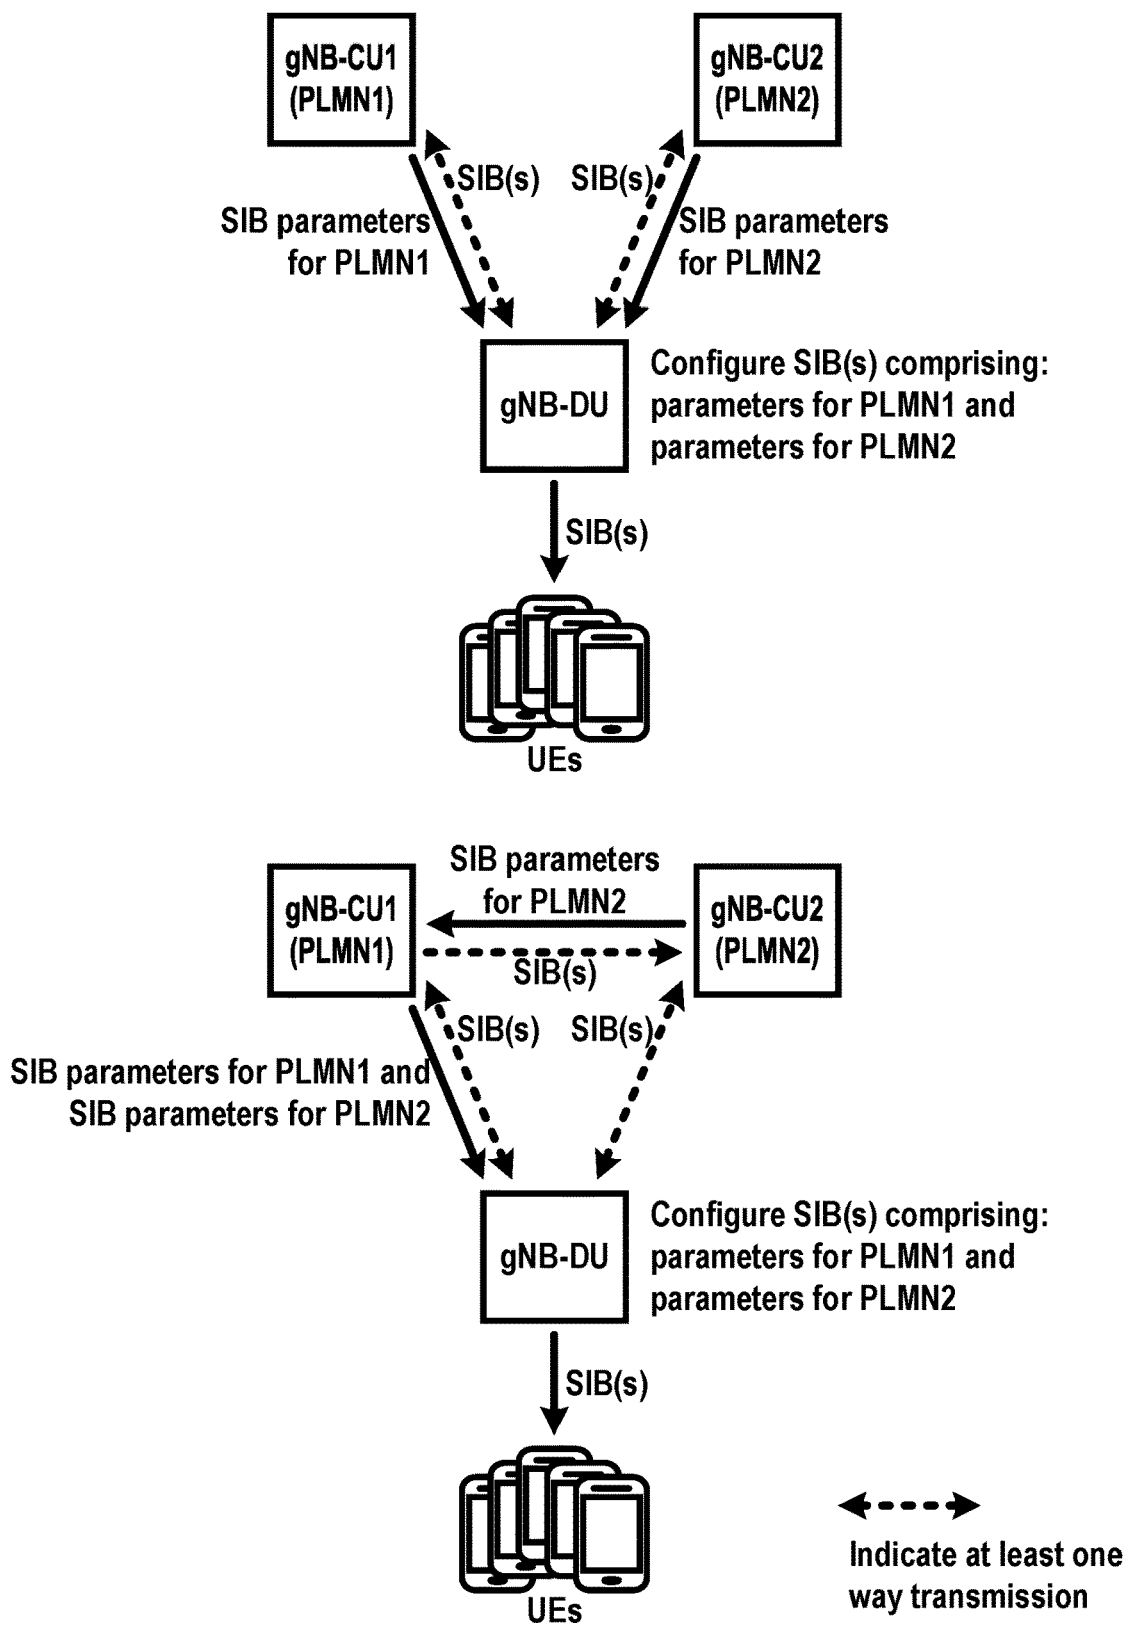 gNB-CU1
(PLMN1)
gNB-CU2
(PLMN2)
SIB(s)
SIB(s)
SIB parameters
for PLMN1
SIB parameters
for PLMN2
gNB-DU
Configure SIB(s) comprising:
parameters for PLMN1 and
parameters for PLMN2
SIB(s)
UEs
SIB parameters
for PLMN2
gNB-CU1
(PLMN1)
gNB-CU2
(PLMN2)
SIB(s)
SIB(s)
SIB(s)
SIB parameters for PLMN1 and
SIB parameters for PLMN2
gNB-DU
Configure SIB(s) comprising:
parameters for PLMN1 and
parameters for PLMN2
SIB(s)
UEs
Indicate at least one
way transmission